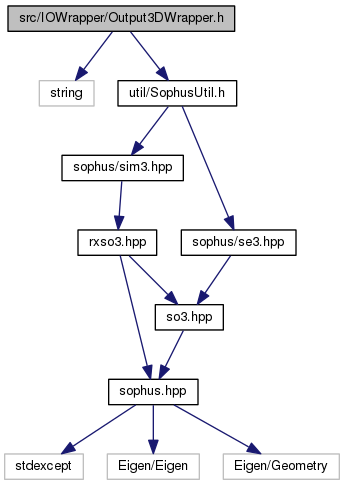 src/IOWrapper/Output3DWrapper.h
string
util/SophusUtil.h
sophus/sim3.hpp
rxso3.hpp
sophus/se3.hpp
so3.hpp
sophus.hpp
stdexcept
Eigen/Eigen
Eigen/Geometry